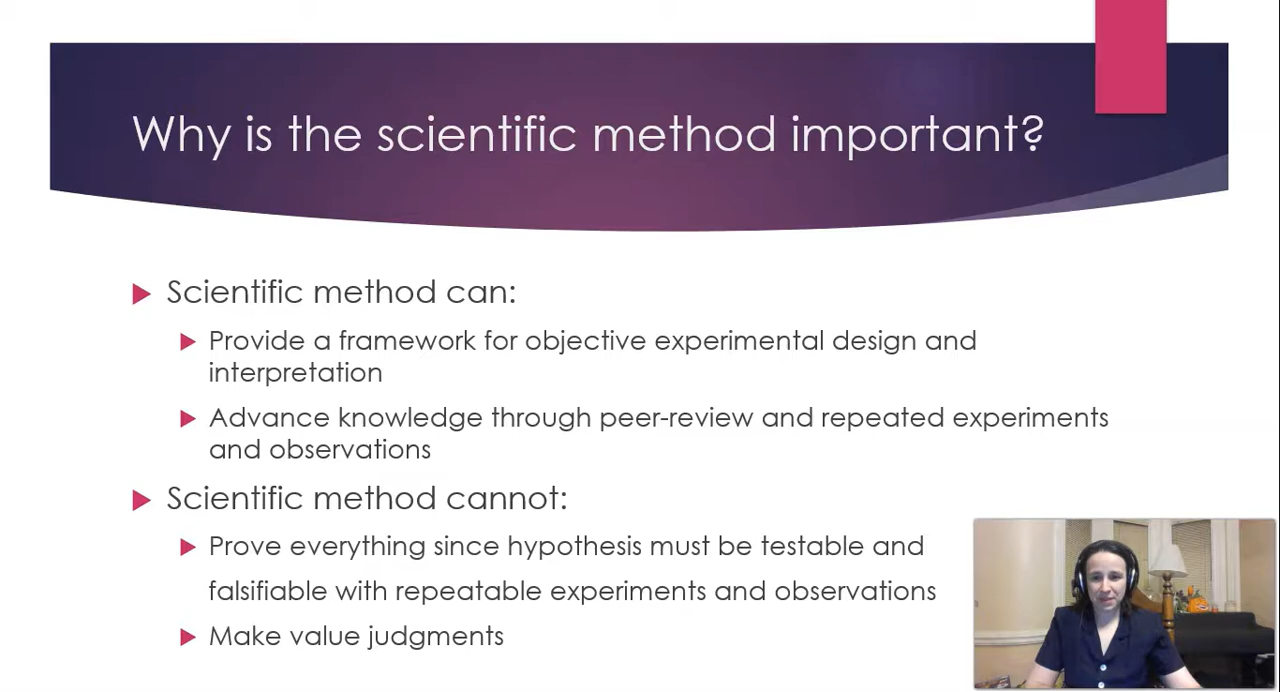 Why is the scientific method important?
Scientific method can:
Provide a framework for objective experimental design and
interpretation
Advance knowledge through peer-review and repeated experiments
and observations
Scientific method cannot:
Prove everything since hypothesis must be testable and
falsifiable with repeatable experiments and observations
Make value judgments